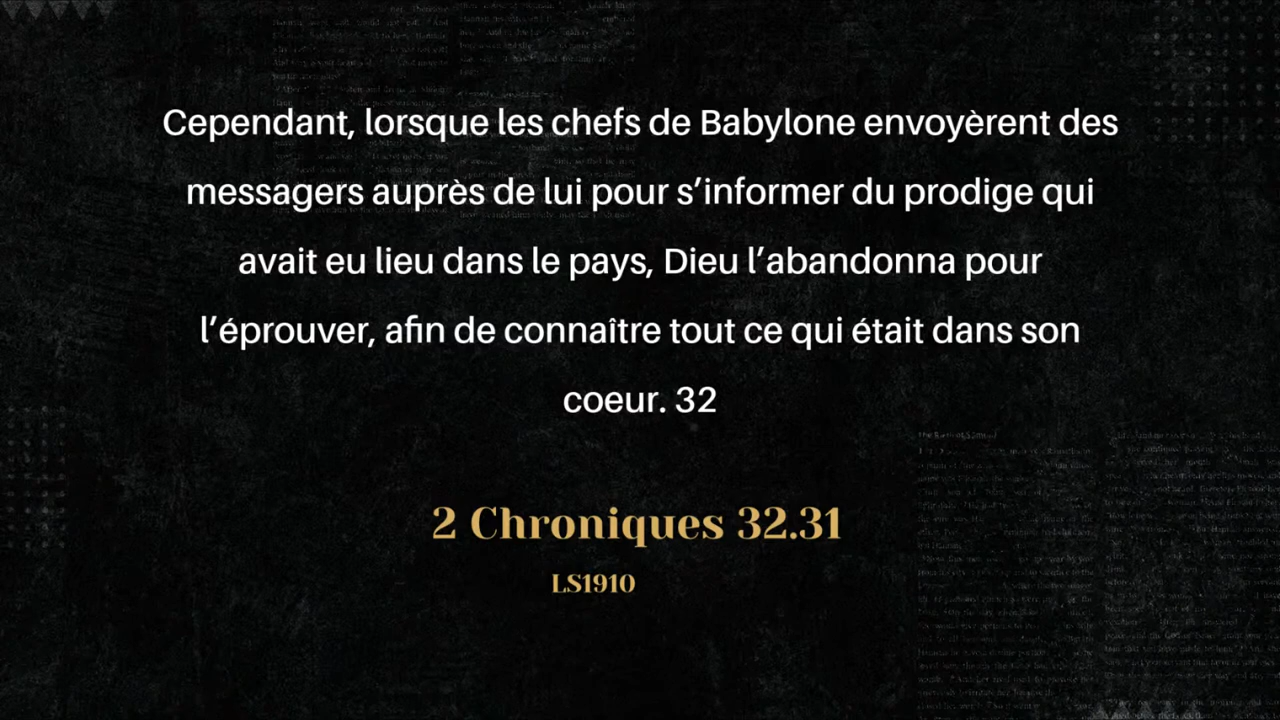 Cependant, lorsque les chefs de Babylone envoyèrent des
messagers auprès de lui pour s’informer du prodige qui
avait eu lieu dans le pays, Dieu l’abandonna pour
l’éprouver, afin de connaître tout ce qui était dans son
coeur. 32
2 Chroniques 32.31
LS1910